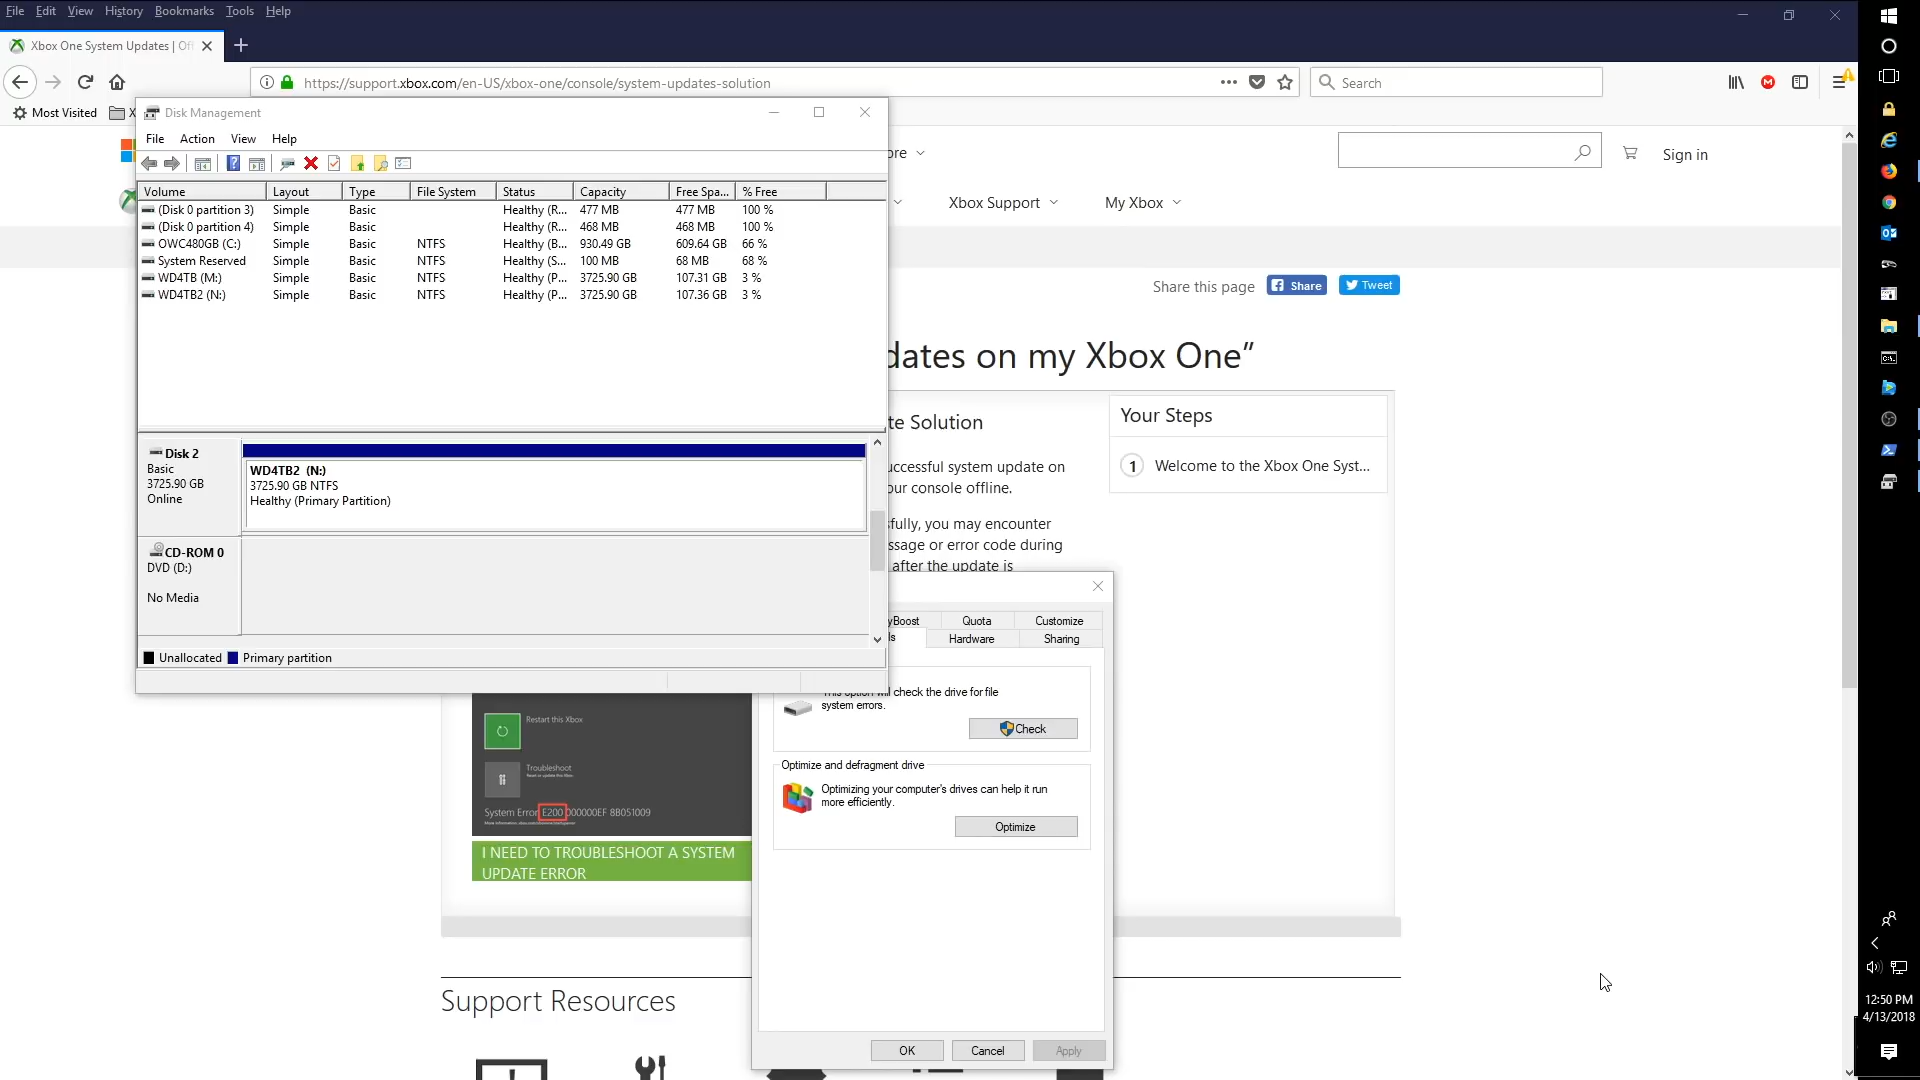 File Edit View History Bookmarks Tools Help
Xbox One System Updates | Of
https://support.xbox.com/en-US/xbox-one/console/system-updates-solution
Search
Most Visited
X
Disk Management
File Action View Help
Volume Layout Type File System Status Capacity Free Spa... % Free
(Disk 0 partition 3) Simple Basic Healthy (R... 477 MB 477 MB 100 %
(Disk 0 partition 4) Simple Basic Healthy (R... 468 MB 468 MB 100 %
OWC480GB (C:) Simple Basic NTFS Healthy (B... 930.49 GB 609.64 GB 66 %
System Reserved Simple Basic NTFS Healthy (S... 100 MB 68 MB 68 %
WD4TB (M:) Simple Basic NTFS Healthy (P... 3725.90 GB 107.31 GB 3 %
WD4TB2 (N:) Simple Basic NTFS Healthy (P... 3725.90 GB 107.36 GB 3 %
Disk 2
Basic
3725.90 GB
Online
WD4TB2 (N:)
3725.90 GB NTFS
Healthy (Primary Partition)
CD-ROM 0
DVD (D:)
No Media
Unallocated Primary partition
ore
Sign in
Xbox Support My Xbox
Share this page Share Tweet
dates on my Xbox One”
te Solution
uccessful system update on
our console offline.
sfully, you may encounter
ssage or error code during
after the update is
Your Steps
1 Welcome to the Xbox One Syst...
yBoost Quota Customize
ls Hardware Sharing
This option will check the drive for file
system errors.
Check
Optimize and defragment drive
Optimizing your computer's drives can help it run
more efficiently.
Optimize
OK Cancel Apply
Restart this Xbox
Troubleshoot
System Error E200 000000EF 8B051009
I NEED TO TROUBLESHOOT A SYSTEM
UPDATE ERROR
Support Resources
12:50 PM
4/13/2018